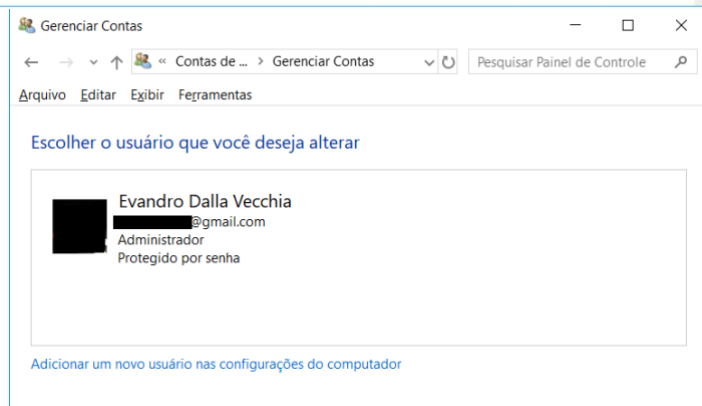 Gerenciar Contas
« Contas de ... > Gerenciar Contas Pesquisar Painel de Controle
Arquivo Editar Exibir Ferramentas
Escolher o usuário que você deseja alterar
Evandro Dalla Vecchia
@gmail.com
Administrador
Protegido por senha
Adicionar um novo usuário nas configurações do computador